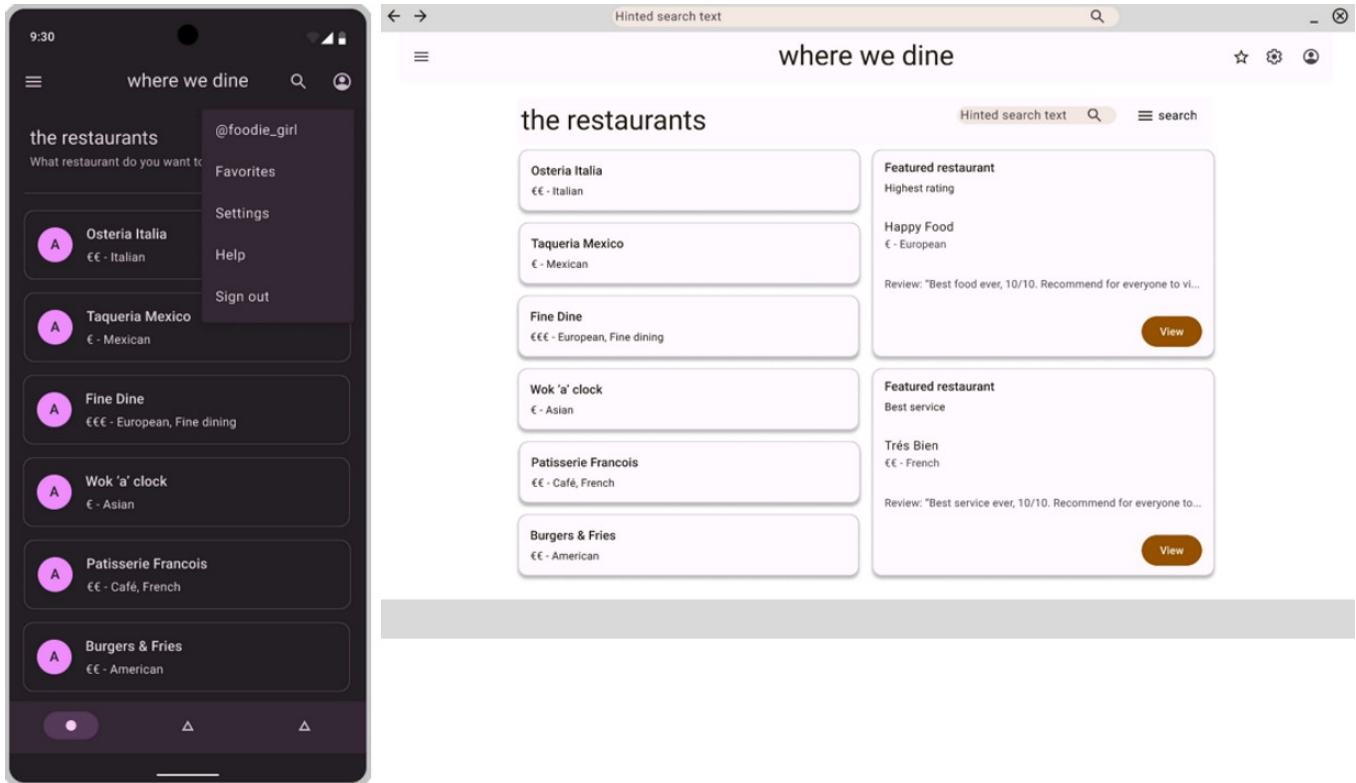 9:30
where we dine
@foodie_girl
Favorites
Settings
Help
Sign out
the restaurants
What restaurant do you want to
A
Osteria Italia
€€ - Italian
A
Taqueria Mexico
€ - Mexican
A
Fine Dine
€€€ - European, Fine dining
A
Wok ‘a’ clock
€ - Asian
A
Patisserie Francois
€€ - Café, French
A
Burgers & Fries
€€ - American
Hinted search text
where we dine
the restaurants
Hinted search text
search
Osteria Italia
€€ - Italian
Taqueria Mexico
€ - Mexican
Fine Dine
€€€ - European, Fine dining
Wok ‘a’ clock
€ - Asian
Patisserie Francois
€€ - Café, French
Burgers & Fries
€€ - American
Featured restaurant
Highest rating
Happy Food
€ - European
Review: “Best food ever, 10/10. Recommend for everyone to vi...
View
Featured restaurant
Best service
Trés Bien
€€ - French
Review: “Best service ever, 10/10. Recommend for everyone to...
View